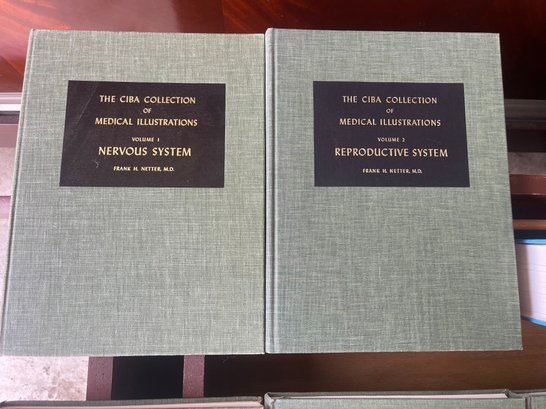 THE CIBA COLLECTION
OF
MEDICAL ILLUSTRATIONS
VOLUME 1
NERVOUS SYSTEM
FRANK H. NETTER, M.D.
THE CIBA COLLECTION
OF
MEDICAL ILLUSTRATIONS
VOLUME 2
REPRODUCTIVE SYSTEM
FRANK H. NETTER, M.D.